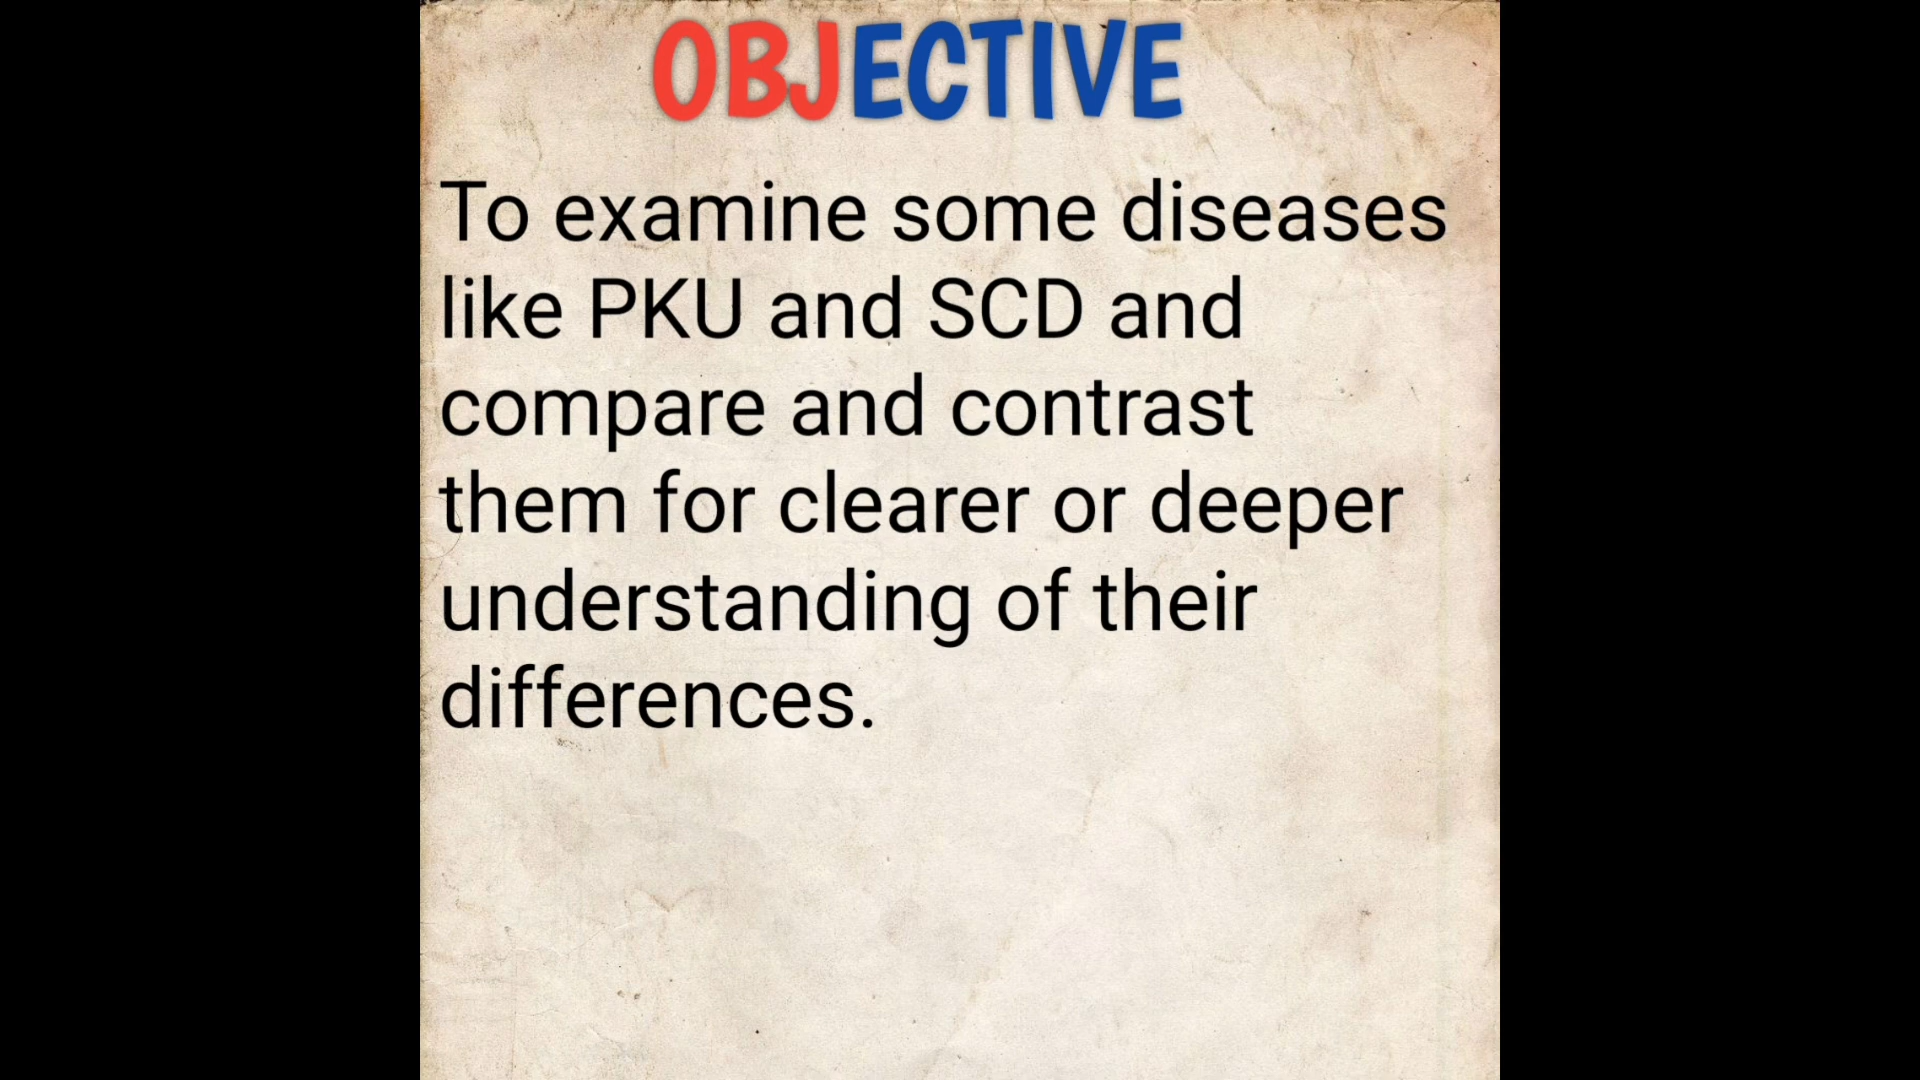 OBJECTIVE
To examine some diseases
like PKU and SCD and
compare and contrast
them for clearer or deeper
understanding of their
differences.